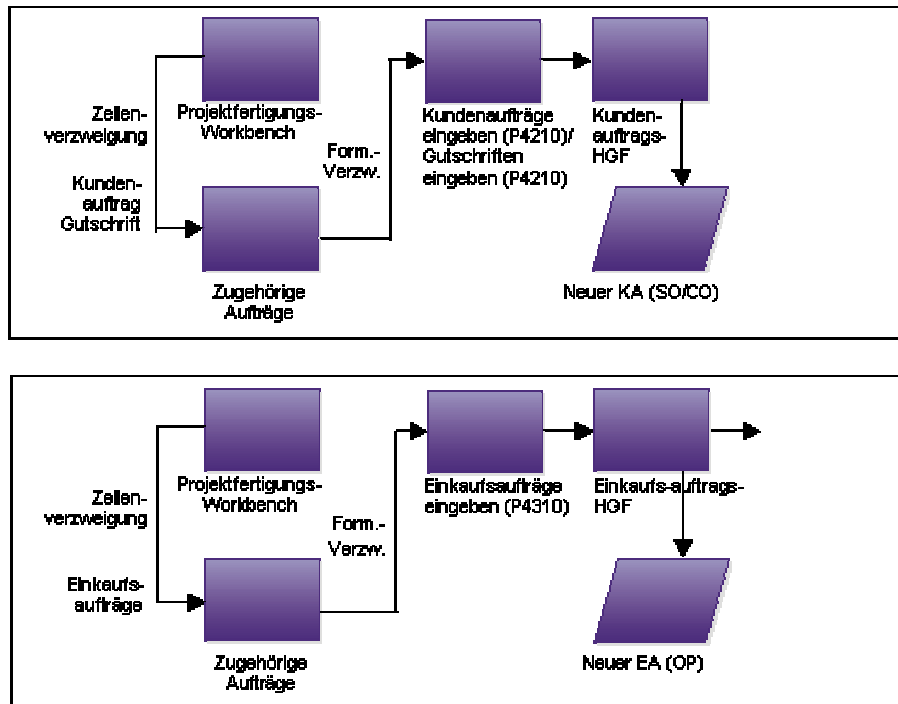 Projektfertigungs-
Workbench
Zeilen-
verzweigung
Kunden-
auftrag
Gutschrift
Zugehörige
Aufträge
Form.-
Verzw.
Kundenaufträge
eingeben (P4210)/
Gutschriften
eingeben (P4210)
Kunden-
auftrags-
HGF
Neuer KA (SO/CO)
Projektfertigungs-
Workbench
Zeilen-
verzweigung
Einkaufs-
aufträge
Zugehörige
Aufträge
Form.-
Verzw.
Einkaufsaufträge
eingeben (P4310)
Einkaufs-auftrags-
HGF
Neuer EA (OP)